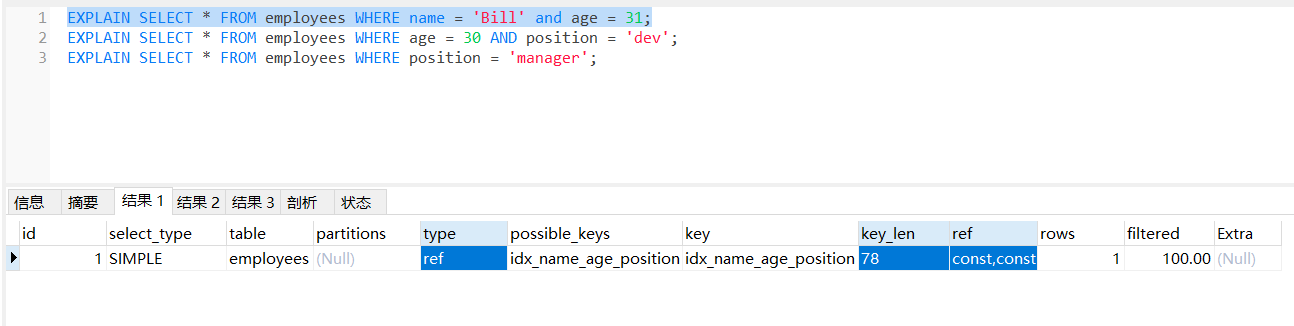 1 EXPLAIN SELECT * FROM employees WHERE name = 'Bill' and age = 31;
2 EXPLAIN SELECT * FROM employees WHERE age = 30 AND position = 'dev';
3 EXPLAIN SELECT * FROM employees WHERE position = 'manager';
信息 摘要 结果 1 结果 2 结果 3 剖析 状态
id select_type table partitions type possible_keys key key_len ref rows filtered Extra
1 SIMPLE employees (Null) ref idx_name_age_position idx_name_age_position 78 const,const 1 100.00 (Null)